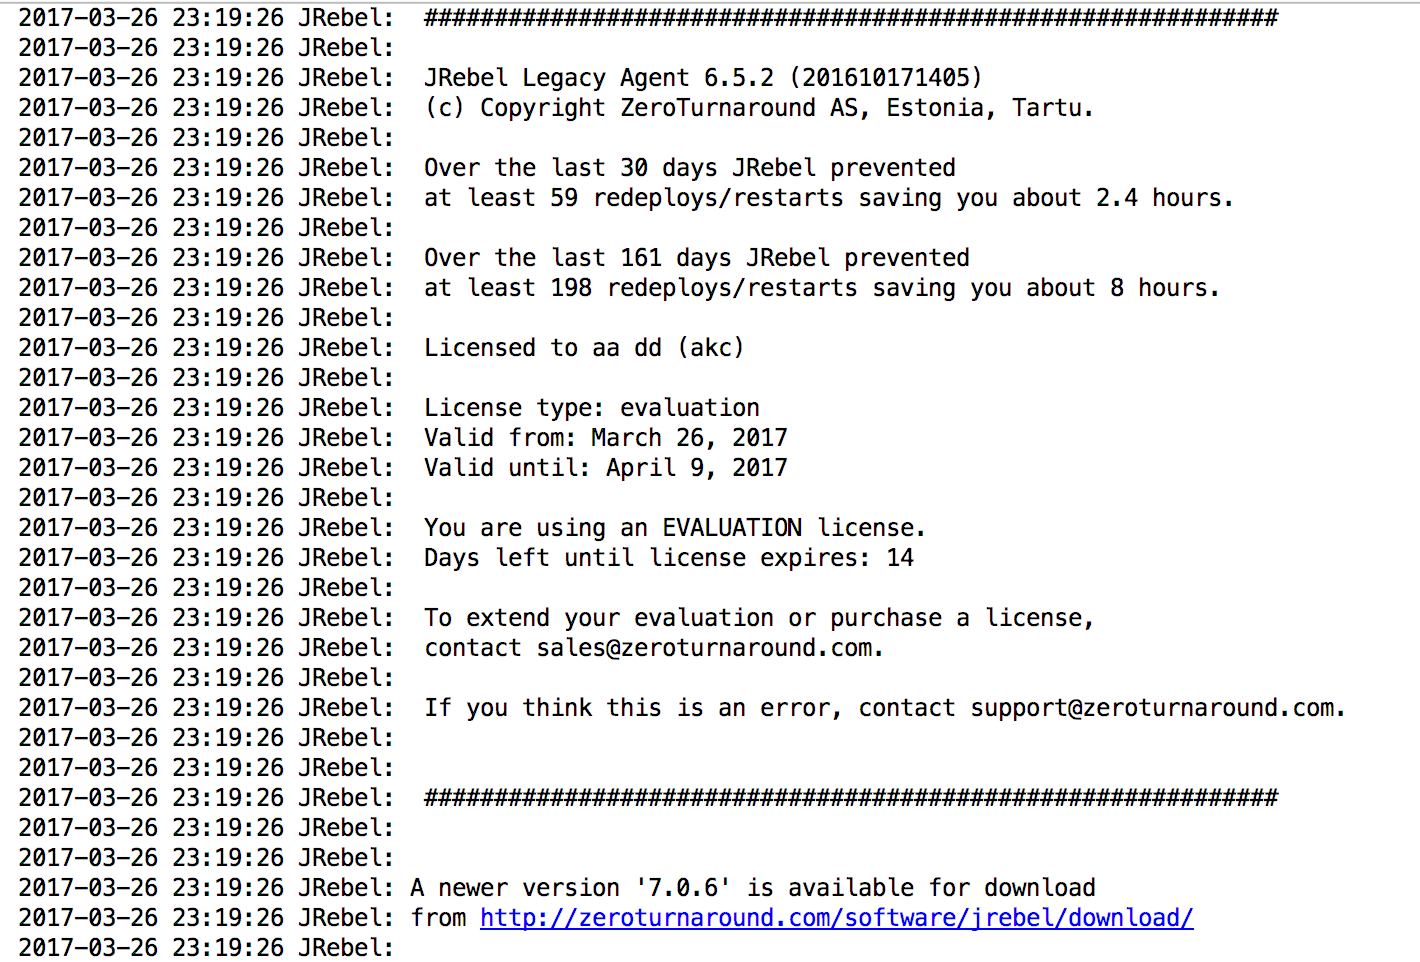 2017-03-26 23:19:26 JRebel:  #############################################################
2017-03-26 23:19:26 JRebel:
2017-03-26 23:19:26 JRebel:  JRebel Legacy Agent 6.5.2 (201610171405)
2017-03-26 23:19:26 JRebel:  (c) Copyright ZeroTurnaround AS, Estonia, Tartu.
2017-03-26 23:19:26 JRebel:
2017-03-26 23:19:26 JRebel:  Over the last 30 days JRebel prevented
2017-03-26 23:19:26 JRebel:  at least 59 redeploys/restarts saving you about 2.4 hours.
2017-03-26 23:19:26 JRebel:
2017-03-26 23:19:26 JRebel:  Over the last 161 days JRebel prevented
2017-03-26 23:19:26 JRebel:  at least 198 redeploys/restarts saving you about 8 hours.
2017-03-26 23:19:26 JRebel:
2017-03-26 23:19:26 JRebel:  Licensed to aa dd (akc)
2017-03-26 23:19:26 JRebel:
2017-03-26 23:19:26 JRebel:  License type: evaluation
2017-03-26 23:19:26 JRebel:  Valid from: March 26, 2017
2017-03-26 23:19:26 JRebel:  Valid until: April 9, 2017
2017-03-26 23:19:26 JRebel:
2017-03-26 23:19:26 JRebel:  You are using an EVALUATION license.
2017-03-26 23:19:26 JRebel:  Days left until license expires: 14
2017-03-26 23:19:26 JRebel:
2017-03-26 23:19:26 JRebel:  To extend your evaluation or purchase a license,
2017-03-26 23:19:26 JRebel:  contact sales@zeroturnaround.com.
2017-03-26 23:19:26 JRebel:
2017-03-26 23:19:26 JRebel:  If you think this is an error, contact support@zeroturnaround.com.
2017-03-26 23:19:26 JRebel:
2017-03-26 23:19:26 JRebel:
2017-03-26 23:19:26 JRebel:  #############################################################
2017-03-26 23:19:26 JRebel:
2017-03-26 23:19:26 JRebel:
2017-03-26 23:19:26 JRebel: A newer version '7.0.6' is available for download
2017-03-26 23:19:26 JRebel: from http://zeroturnaround.com/software/jrebel/download/
2017-03-26 23:19:26 JRebel: